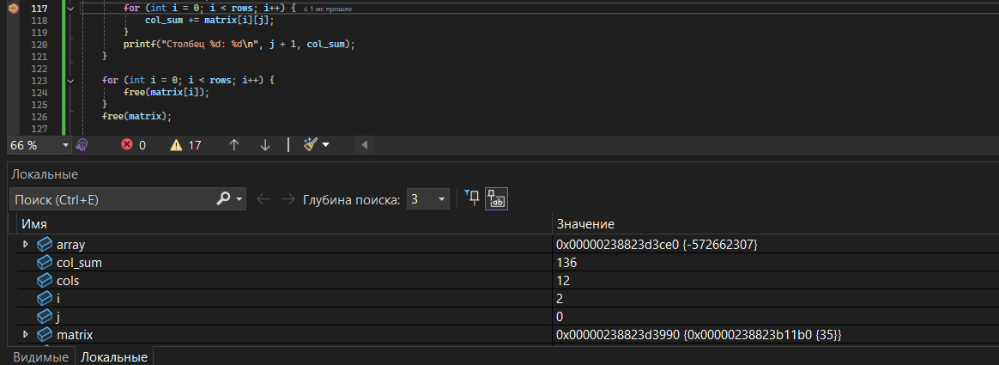 117 for (int i = 0; i < rows; i++) { ≤ 1 мс прошло
118 col_sum += matrix[i][j];
119 }
120 printf("Столбец %d: %d\n", j + 1, col_sum);
121 }
122
123 for (int i = 0; i < rows; i++) {
124 free(matrix[i]);
125 }
126 free(matrix);
127
66 % 0 17
Локальные
Поиск (Ctrl+E) Глубина поиска: 3
Имя Значение
array 0x00000238823d3ce0 {-572662307}
col_sum 136
cols 12
i 2
j 0
matrix 0x00000238823d3990 {0x00000238823b11b0 {35}}
Видимые Локальные